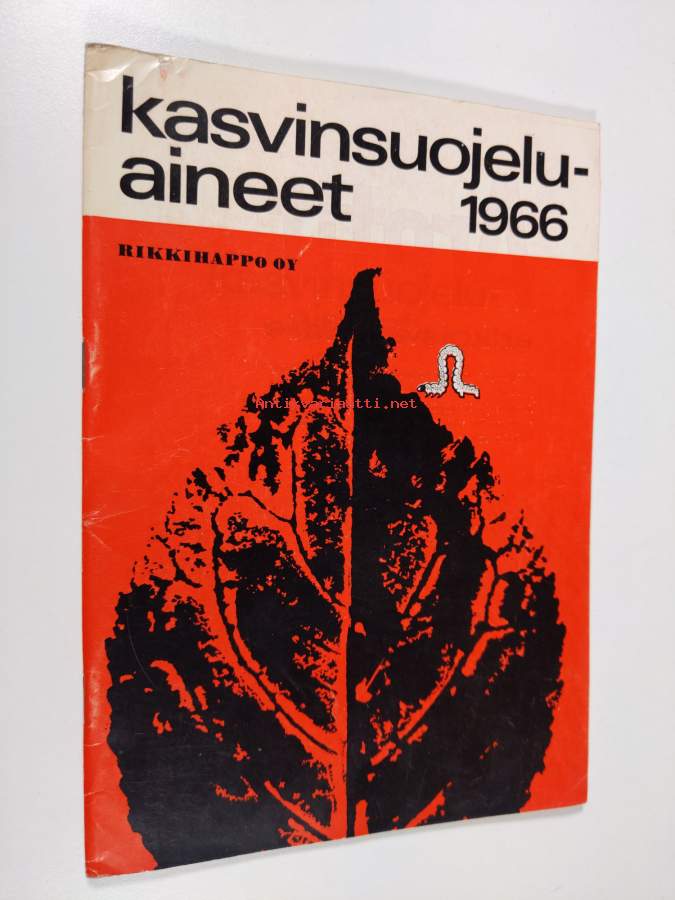 kasvinsuojelu-
aineet 1966
RIKKIHAPPO OY
Antikvariaatti.net